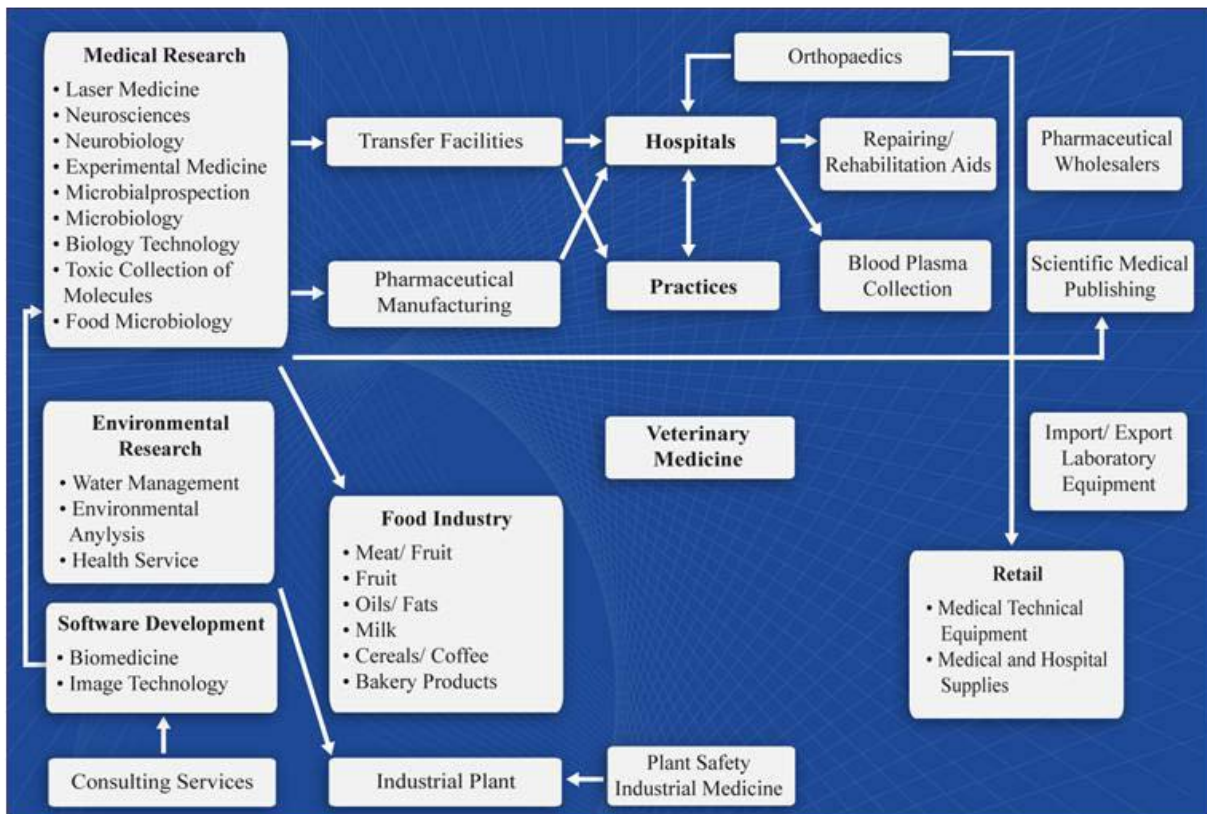 Medical Research
• Laser Medicine
• Neurosciences
• Neurobiology
• Experimental Medicine
• Microbialprospection
• Microbiology
• Biology Technology
• Toxic Collection of
Molecules
• Food Microbiology
Transfer Facilities
Pharmaceutical
Manufacturing
Orthopaedics
Hospitals
Practices
Repairing/
Rehabilitation Aids
Blood Plasma
Collection
Pharmaceutical
Wholesalers
Scientific Medical
Publishing
Environmental
Research
• Water Management
• Environmental
Anylysis
• Health Service
Veterinary
Medicine
Import/ Export
Laboratory
Equipment
Food Industry
• Meat/ Fruit
• Fruit
• Oils/ Fats
• Milk
• Cereals/ Coffee
• Bakery Products
Retail
• Medical Technical
Equipment
• Medical and Hospital
Supplies
Software Development
• Biomedicine
• Image Technology
Consulting Services
Industrial Plant
Plant Safety
Industrial Medicine